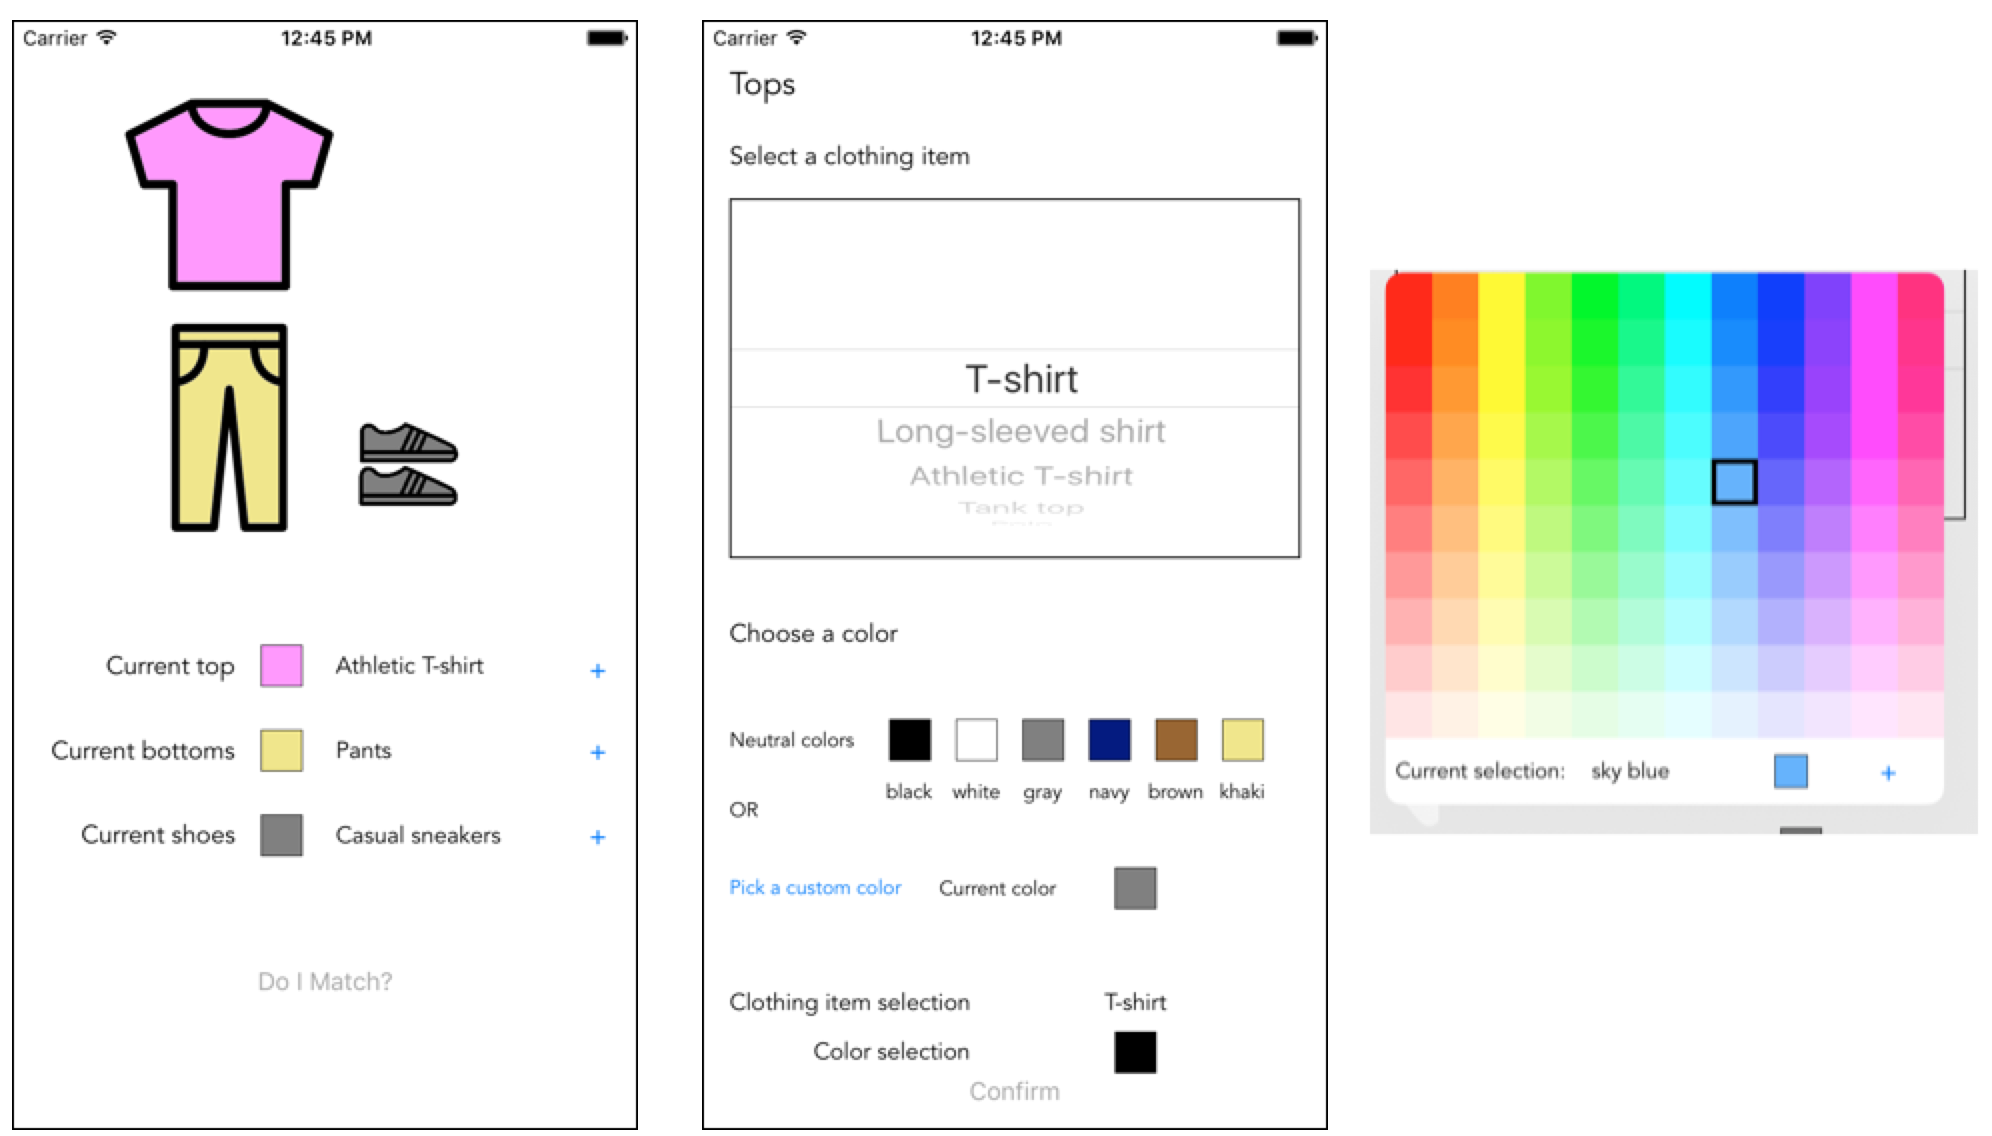 Carrier 12:45 PM
Current top Athletic T-shirt +
Current bottoms Pants +
Current shoes Casual sneakers +
Do I Match?
Carrier 12:45 PM
Tops
Select a clothing item
T-shirt
Long-sleeved shirt
Athletic T-shirt
Tank top
Choose a color
Neutral colors
black white gray navy brown khaki
OR
Pick a custom color Current color
Clothing item selection T-shirt
Color selection
Confirm
Current selection: sky blue +